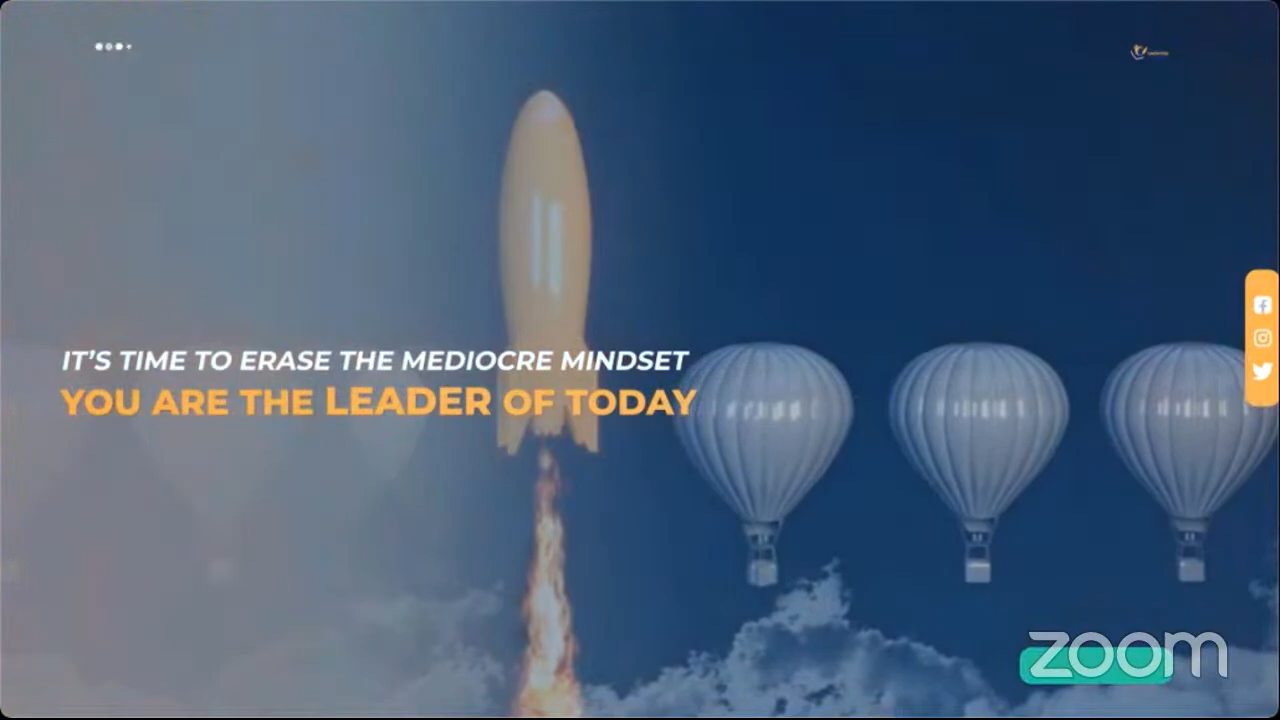 IT'S TIME TO ERASE THE MEDIOCRE MINDSET
YOU ARE THE LEADER OF TODAY
zoom